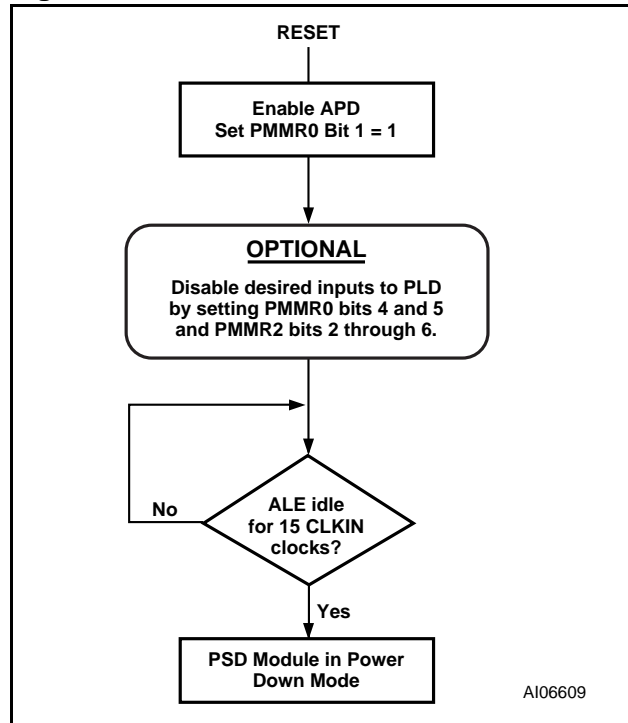 RESET
Enable APD
Set PMMR0 Bit 1 = 1
OPTIONAL
Disable desired inputs to PLD
by setting PMMR0 bits 4 and 5
and PMMR2 bits 2 through 6.
No
ALE idle
for 15 CLKIN
clocks?
Yes
PSD Module in Power
Down Mode
AI06609